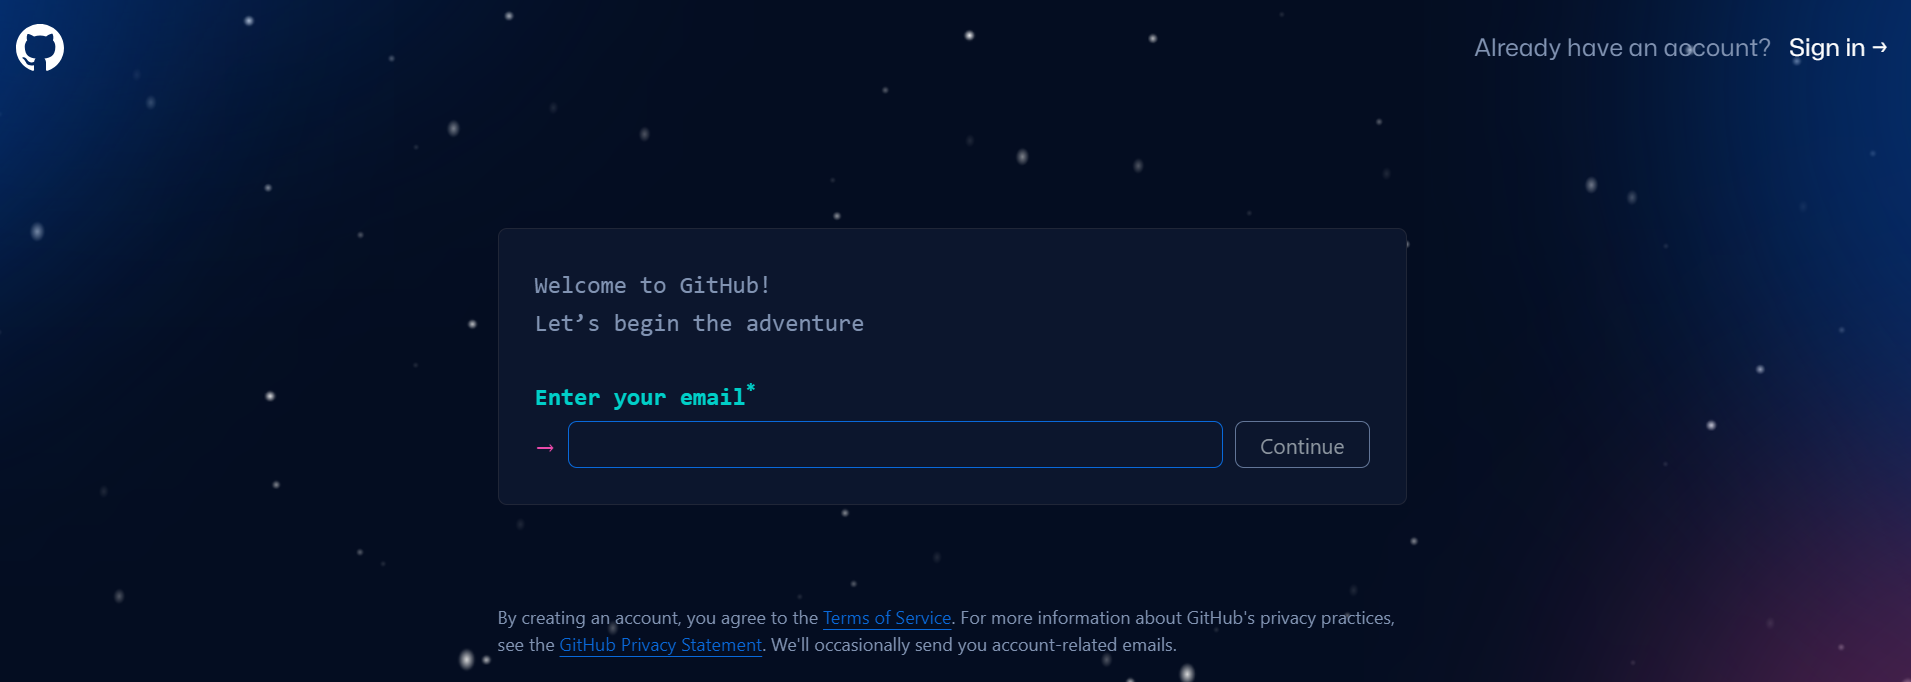 Already have an account? Sign in →
Welcome to GitHub!
Let’s begin the adventure
Enter your email*
→
Continue
By creating an account, you agree to the Terms of Service. For more information about GitHub's privacy practices,
see the GitHub Privacy Statement. We'll occasionally send you account-related emails.